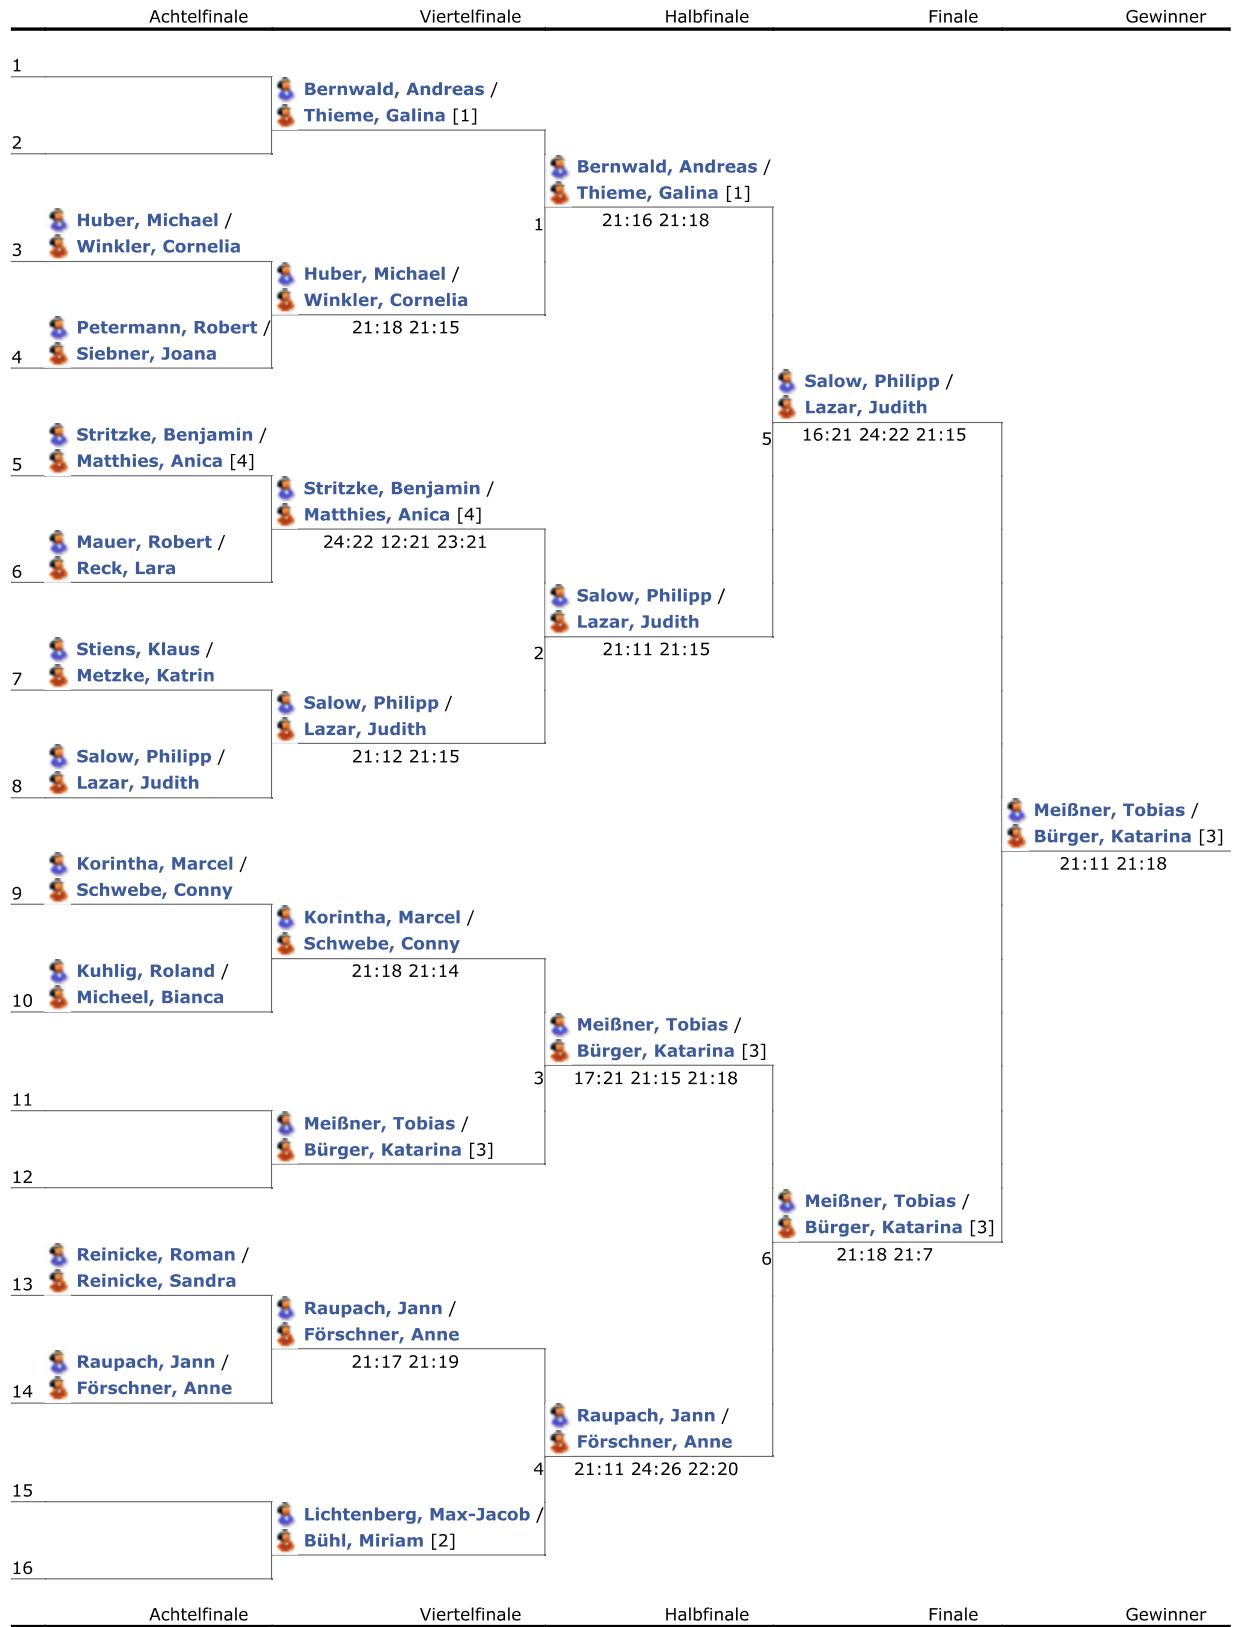 Achtelfinale Viertelfinale Halbfinale Finale Gewinner
1
Bernwald, Andreas /
Thieme, Galina [1]
2
Bernwald, Andreas /
Thieme, Galina [1]
1 21:16 21:18
Huber, Michael /
3 Winkler, Cornelia
Huber, Michael /
Winkler, Cornelia
21:18 21:15
Petermann, Robert /
4 Siebner, Joana
Salow, Philipp /
Lazar, Judith
5 16:21 24:22 21:15
Stritzke, Benjamin /
5 Matthies, Anica [4]
Stritzke, Benjamin /
Matthies, Anica [4]
24:22 12:21 23:21
Mauer, Robert /
6 Reck, Lara
Salow, Philipp /
Lazar, Judith
2 21:11 21:15
Stiens, Klaus /
7 Metzke, Katrin
Salow, Philipp /
Lazar, Judith
21:12 21:15
Salow, Philipp /
8 Lazar, Judith
Meißner, Tobias /
Bürger, Katarina [3]
21:11 21:18
Korintha, Marcel /
9 Schwebe, Conny
Korintha, Marcel /
Schwebe, Conny
21:18 21:14
Kuhlig, Roland /
10 Micheel, Bianca
Meißner, Tobias /
Bürger, Katarina [3]
3 17:21 21:15 21:18
11
Meißner, Tobias /
Bürger, Katarina [3]
12
Meißner, Tobias /
Bürger, Katarina [3]
6 21:18 21:7
Reinicke, Roman /
13 Reinicke, Sandra
Raupach, Jann /
Förschner, Anne
21:17 21:19
Raupach, Jann /
14 Förschner, Anne
Raupach, Jann /
Förschner, Anne
4 21:11 24:26 22:20
15
Lichtenberg, Max-Jacob /
Bühl, Miriam [2]
16
Achtelfinale Viertelfinale Halbfinale Finale Gewinner